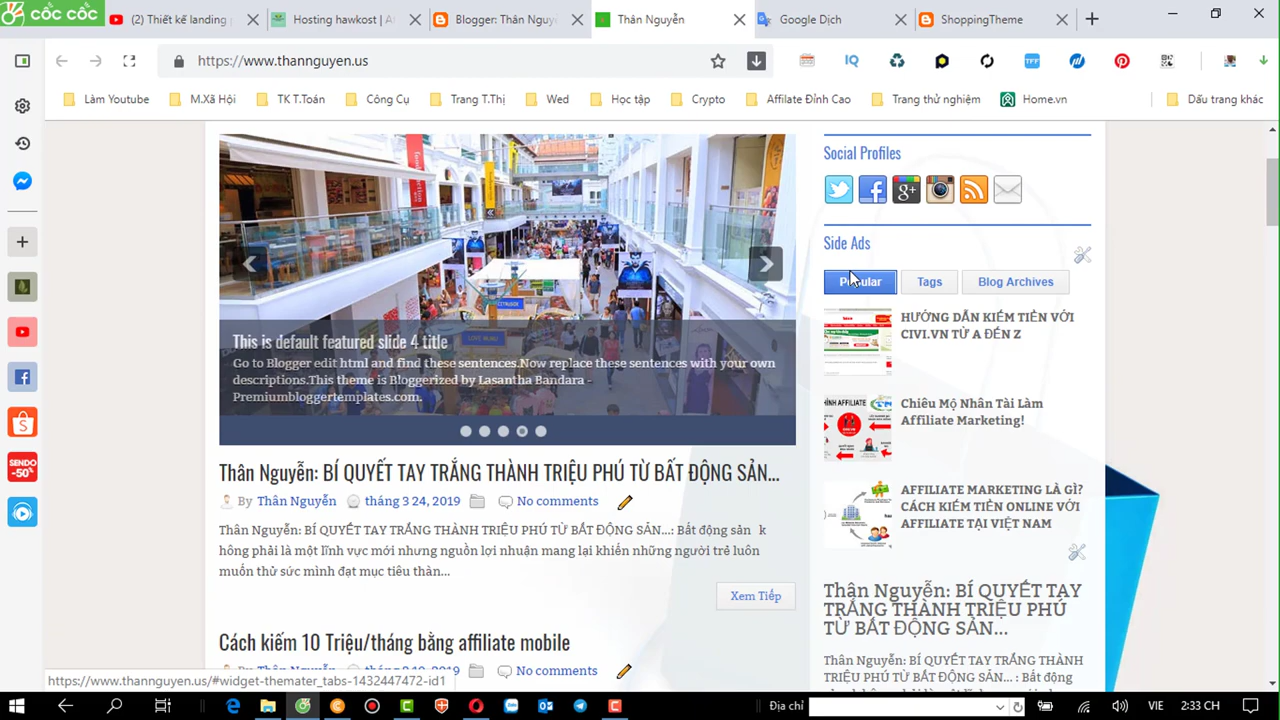 CỐC CỐC
(2) Thiết kế landing
Hosting hawkost | A
Blogger: Thân Nguy
Thân Nguyễn
Google Dịch
ShoppingTheme
https://www.thannguyen.us
IQ
TFF
Làm Youtube
M.Xã Hội
TK T.Toán
Công Cụ
Trang T.Thị
Wed
Học tập
Crypto
Affilate Đỉnh Cao
Trang thử nghiệm
Home.vn
Dấu trang khác
Social Profiles
Side Ads
Popular
Tags
Blog Archives
HƯỚNG DẪN KIẾM TIỀN VỚI
CIVI.VN TỪ A ĐẾN Z
This is default featured slide 4 title
Go to Blogger edit html and find these sentences.Now replace these sentences with your own
descriptions.This theme is Bloggerized by Lasantha Bandara -
Premiumbloggertemplates.com.
Chiêu Mộ Nhân Tài Làm
Affiliate Marketing!
SENDO
-50%
Thân Nguyễn: BÍ QUYẾT TAY TRẮNG THÀNH TRIỆU PHÚ TỪ BẤT ĐỘNG SẢN...
By Thân Nguyễn tháng 3 24, 2019 No comments
AFFILIATE MARKETING LÀ GÌ?
CÁCH KIẾM TIỀN ONLINE VỚI
AFFILIATE TẠI VIỆT NAM
Thân Nguyễn: BÍ QUYẾT TAY TRẮNG THÀNH TRIỆU PHÚ TỪ BẤT ĐỘNG SẢN...: Bất động sản k
hông phải là một lĩnh vực mới nhưng nguồn lợi nhuận mang lại khiến những người trẻ luôn
muốn thử sức mình đạt mục tiêu thàn...
Xem Tiếp
Thân Nguyễn: BÍ QUYẾT TAY
TRẮNG THÀNH TRIỆU PHÚ
TỪ BẤT ĐỘNG SẢN...
Cách kiếm 10 Triệu/tháng bằng affiliate mobile
By Thân Nguyễn tháng 3 19, 2019 No comments
Thân Nguyễn: BÍ QUYẾT TAY
TRẮNG THÀNH TRIỆU PHÚ TỪ
BẤT ĐỘNG SẢN... : Bất động
https://www.thannguyen.us/#widget-themater_tabs-1432447472-id1
Địa chỉ
VIE
2:33 CH